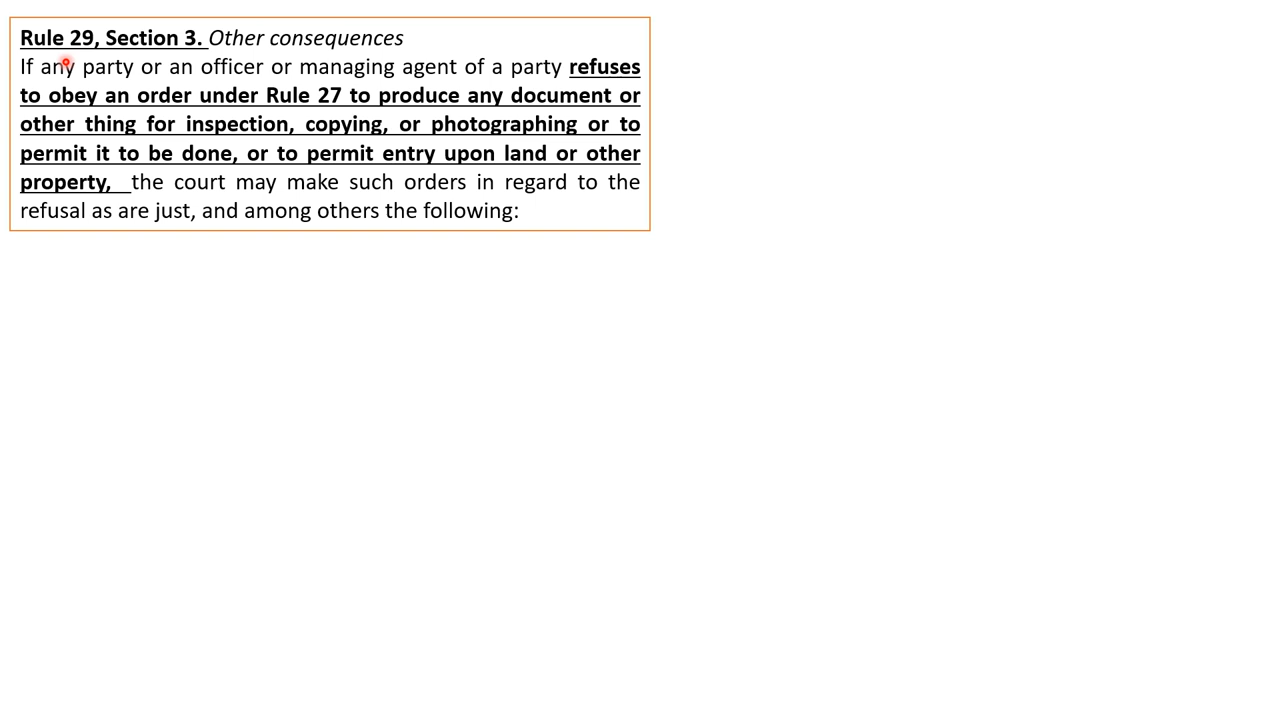 Rule 29, Section 3. Other consequences
If any party or an officer or managing agent of a party refuses
to obey an order under Rule 27 to produce any document or
other thing for inspection, copying, or photographing or to
permit it to be done, or to permit entry upon land or other
property, the court may make such orders in regard to the
refusal as are just, and among others the following: